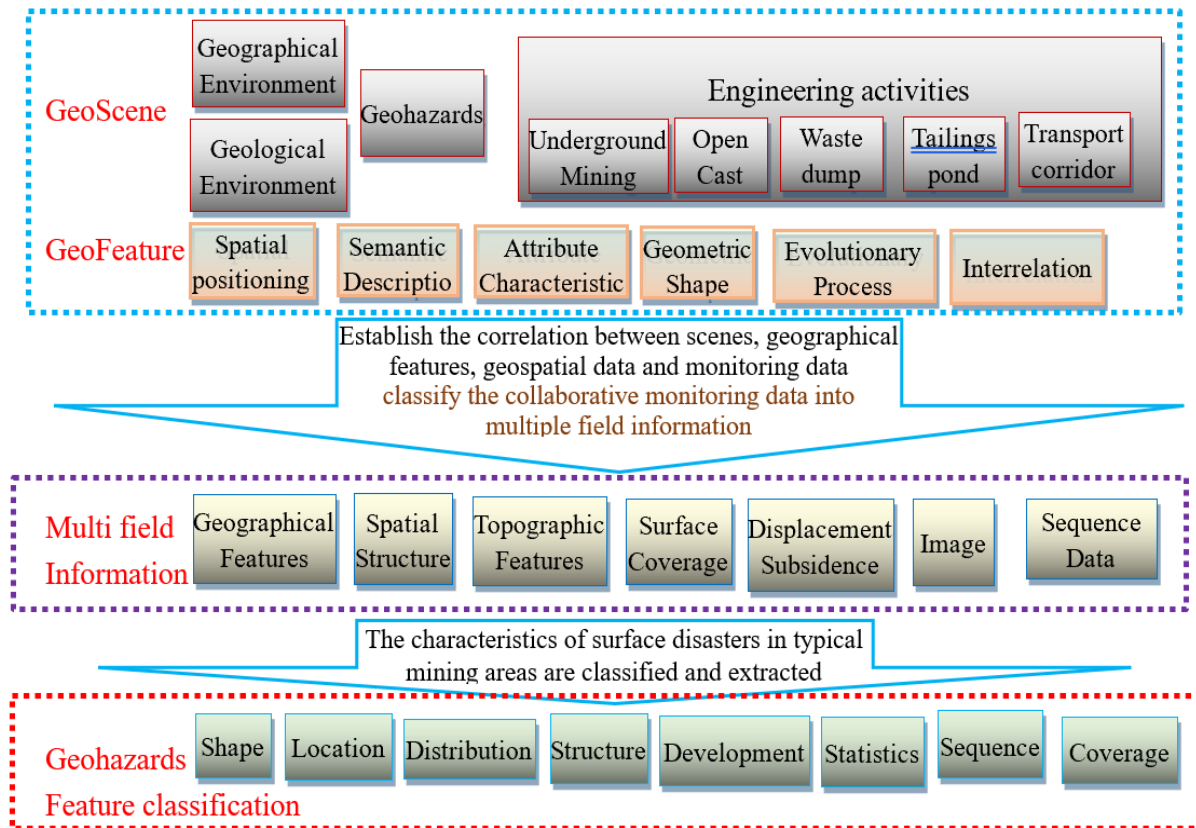 GeoScene
Geographical
Environment
Geological
Environment
Geohazards
Engineering activities
Underground
Mining
Open
Cast
Waste
dump
Tailings
pond
Transport
corridor
GeoFeature
Spatial
positioning
Semantic
Descriptio
Attribute
Characteristic
Geometric
Shape
Evolutionary
Process
Interrelation
Establish the correlation between scenes, geographical
features, geospatial data and monitoring data
classify the collaborative monitoring data into
multiple field information
Multi field
Information
Geographical
Features
Spatial
Structure
Topographic
Features
Surface
Coverage
Displacement
Subsidence
Image
Sequence
Data
The characteristics of surface disasters in typical
mining areas are classified and extracted
Geohazards
Feature classification
Shape
Location
Distribution
Structure
Development
Statistics
Sequence
Coverage